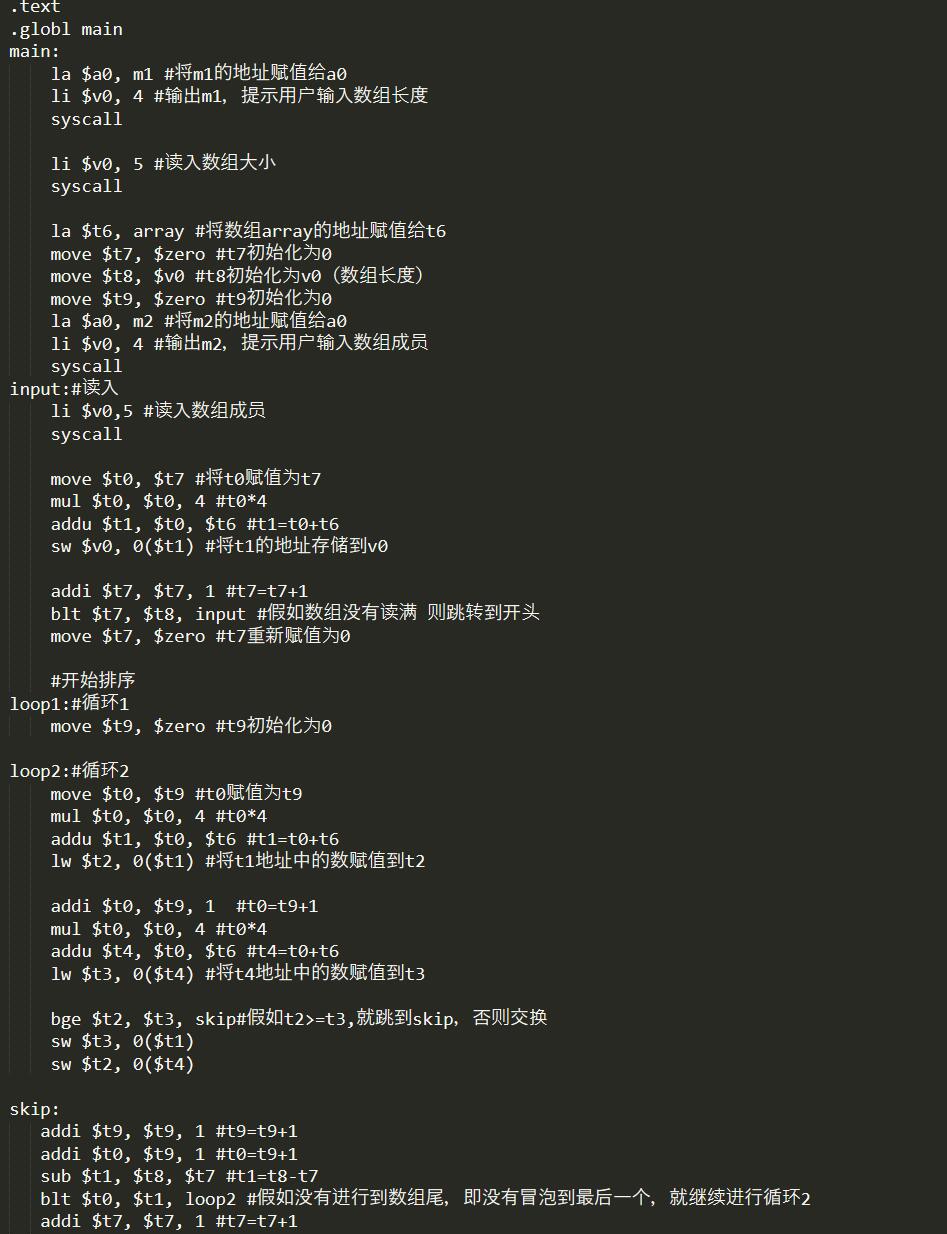 .text
.globl main
main:
    la $a0, m1 #将m1的地址赋值给a0
    li $v0, 4 #输出m1, 提示用户输入数组长度
    syscall

    li $v0, 5 #读入数组大小
    syscall

    la $t6, array #将数组array的地址赋值给t6
    move $t7, $zero #t7初始化为0
    move $t8, $v0 #t8初始化为v0（数组长度）
    move $t9, $zero #t9初始化为0
    la $a0, m2 #将m2的地址赋值给a0
    li $v0, 4 #输出m2, 提示用户输入数组成员
    syscall
input:#读入
    li $v0,5 #读入数组成员
    syscall

    move $t0, $t7 #将t0赋值为t7
    mul $t0, $t0, 4 #t0*4
    addu $t1, $t0, $t6 #t1=t0+t6
    sw $v0, 0($t1) #将t1的地址存储到v0

    addi $t7, $t7, 1 #t7=t7+1
    blt $t7, $t8, input #假如数组没有读满 则跳转到开头
    move $t7, $zero #t7重新赋值为0

    #开始排序
loop1:#循环1
    move $t9, $zero #t9初始化为0

loop2:#循环2
    move $t0, $t9 #t0赋值为t9
    mul $t0, $t0, 4 #t0*4
    addu $t1, $t0, $t6 #t1=t0+t6
    lw $t2, 0($t1) #将t1地址中的数赋值到t2

    addi $t0, $t9, 1  #t0=t9+1
    mul $t0, $t0, 4 #t0*4
    addu $t4, $t0, $t6 #t4=t0+t6
    lw $t3, 0($t4) #将t4地址中的数赋值到t3

    bge $t2, $t3, skip#假如t2>=t3,就跳到skip, 否则交换
    sw $t3, 0($t1)
    sw $t2, 0($t4)

skip:
   addi $t9, $t9, 1 #t9=t9+1
   addi $t0, $t9, 1 #t0=t9+1
   sub $t1, $t8, $t7 #t1=t8-t7
   blt $t0, $t1, loop2 #假如没有进行到数组尾, 即没有冒泡到最后一个, 就继续进行循环2
   addi $t7, $t7, 1 #t7=t7+1